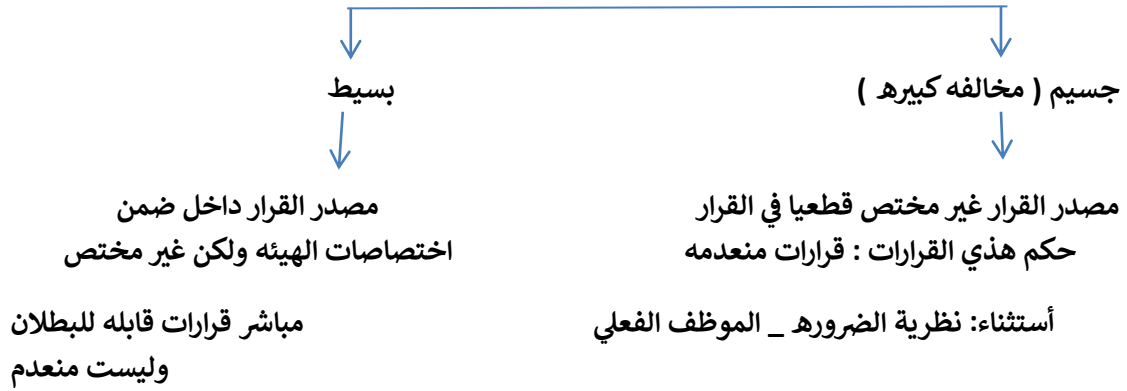 جسيم ( مخالفه كبيره )
بسيط
مصدر القرار غير مختص قطعيا في القرار
حكم هذي القرارات : قرارات منعدمه
أستثناء: نظرية الضروره _ الموظف الفعلي
مصدر القرار داخل ضمن
اختصاصات الهيئه ولكن غير مختص
مباشر قرارات قابله للبطلان
وليست منعدم